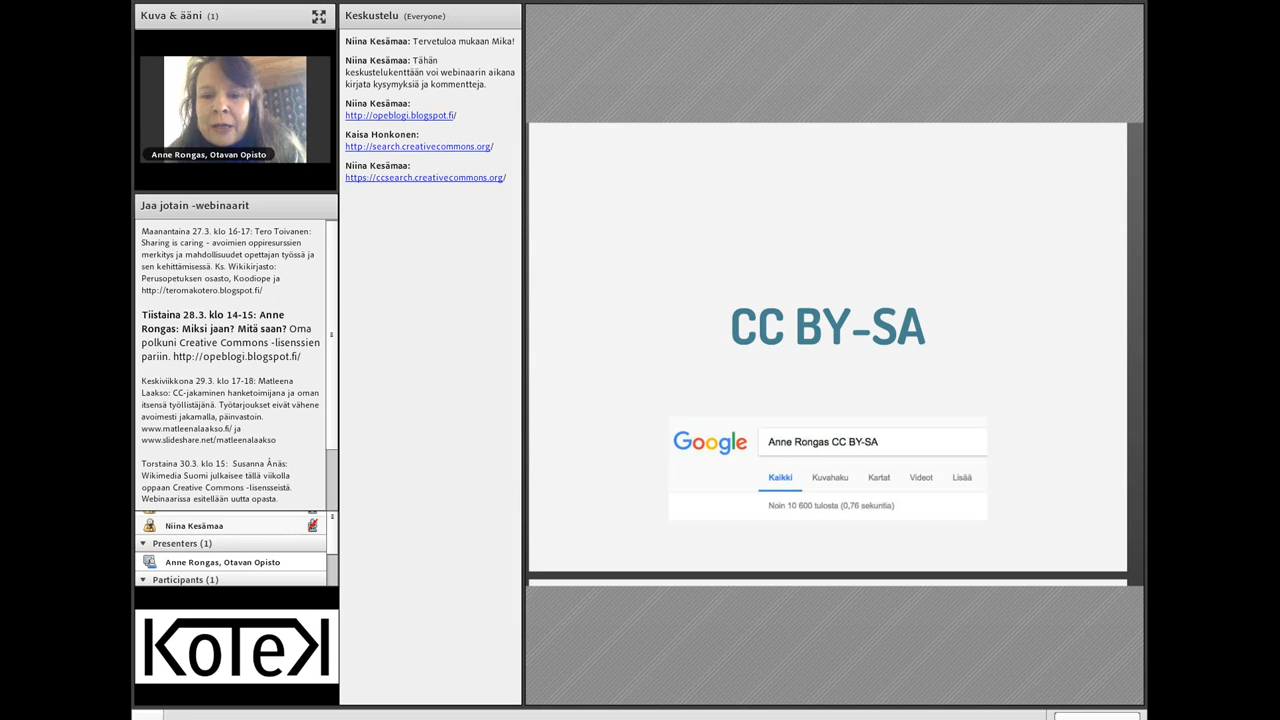 Kuva & ääni (1)
Anne Rongas, Otavan Opisto
Jaa jotain -webinaarit
Maanantaina 27.3. klo 16-17: Tero Toivanen:
Sharing is caring - avoimien oppiresurssien
merkitys ja mahdollisuudet opettajan työssä ja
sen kehittämisessä. Ks. Wikikirjasto:
Perusopetuksen osasto, Koodiope ja
http://teromakotero.blogspot.fi/
Tiistaina 28.3. klo 14-15: Anne
Rongas: Miksi jaan? Mitä saan? Oma
polkuni Creative Commons -lisenssien
pariin. http://opeblogi.blogspot.fi/
Keskiviikkona 29.3. klo 17-18: Matleena
Laakso: CC-jakaminen hanketoimijana ja oman
itsensä työllistäjänä. Työtarjoukset eivät vähene
avoimesti jakamalla, päinvastoin.
www.matleenalaakso.fi/ ja
www.slideshare.net/matleenalaakso
Torstaina 30.3. klo 15: Susanna Ånäs:
Wikimedia Suomi julkaisee tällä viikolla
oppaan Creative Commons -lisensseistä.
Webinaarissa esitellään uutta opasta.
Niina Kesämaa
Presenters (1)
Anne Rongas, Otavan Opisto
Participants (1)
KoTeK
Keskustelu (Everyone)
Niina Kesämaa: Tervetuloa mukaan Mika!
Niina Kesämaa: Tähän
keskustelukenttään voi webinaarin aikana
kirjata kysymyksiä ja kommentteja.
Niina Kesämaa:
http://opeblogi.blogspot.fi/
Kaisa Honkonen:
http://search.creativecommons.org/
Niina Kesämaa:
https://ccsearch.creativecommons.org/
CC BY-SA
Google Anne Rongas CC BY-SA
Kaikki Kuvahaku Kartat Videot Lisää
Noin 10 600 tulosta (0,76 sekuntia)